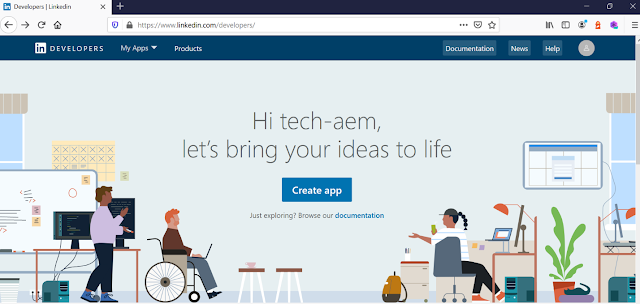 Developers | LinkedIn
https://www.linkedin.com/developers/
in DEVELOPERS My Apps Products Documentation News Help
Hi tech-aem,
let's bring your ideas to life
Create app
Just exploring? Browse our documentation